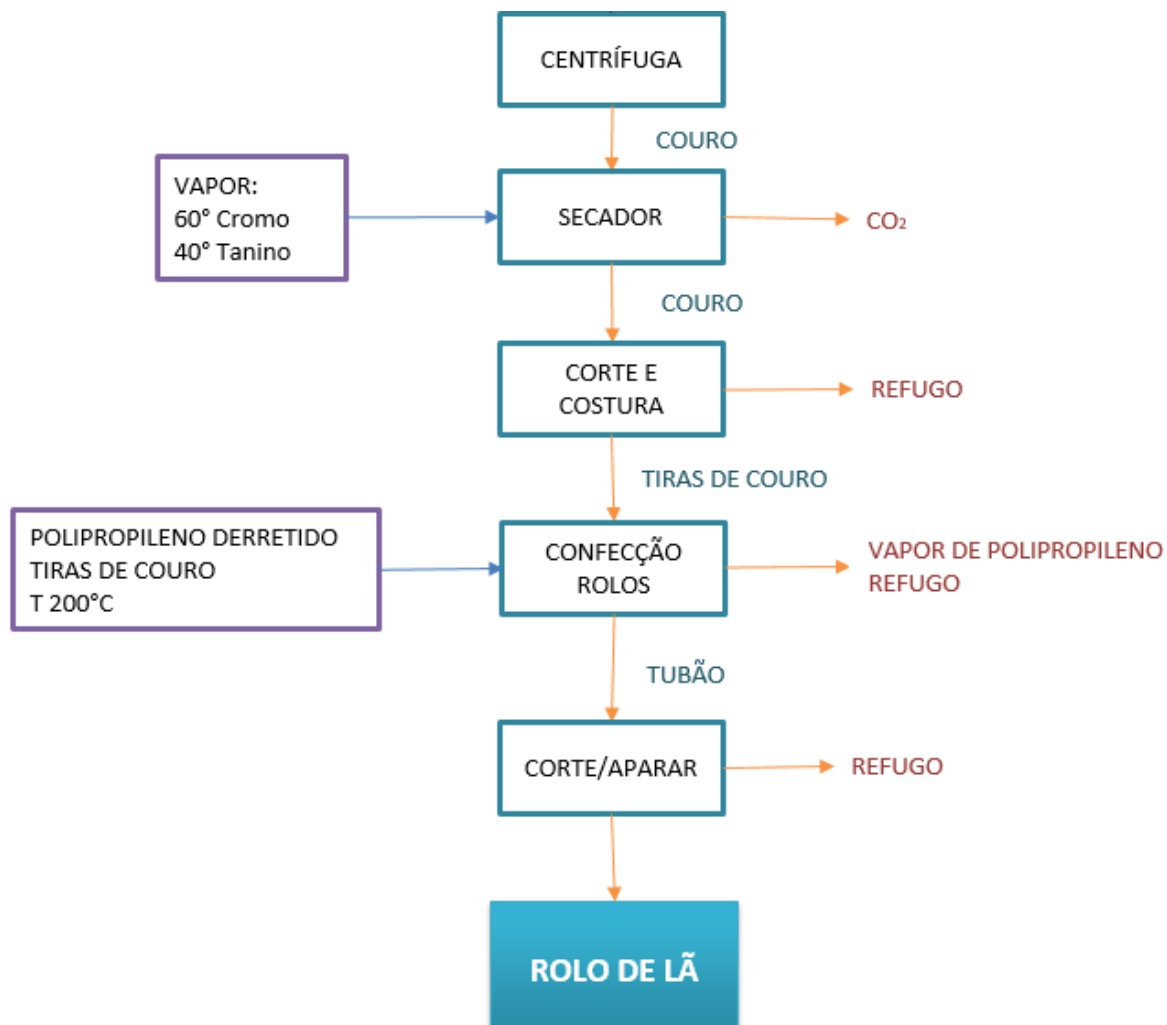 CENTRÍFUGA
COURO
VAPOR:
60° Cromo
40° Tanino
SECADOR
CO₂
COURO
CORTE E
COSTURA
REFUGO
TIRAS DE COURO
POLIPROPILENO DERRETIDO
TIRAS DE COURO
T 200°C
CONFECÇÃO
ROLOS
VAPOR DE POLIPROPILENO
REFUGO
TUBÃO
CORTE/APARAR
REFUGO
ROLO DE LÃ